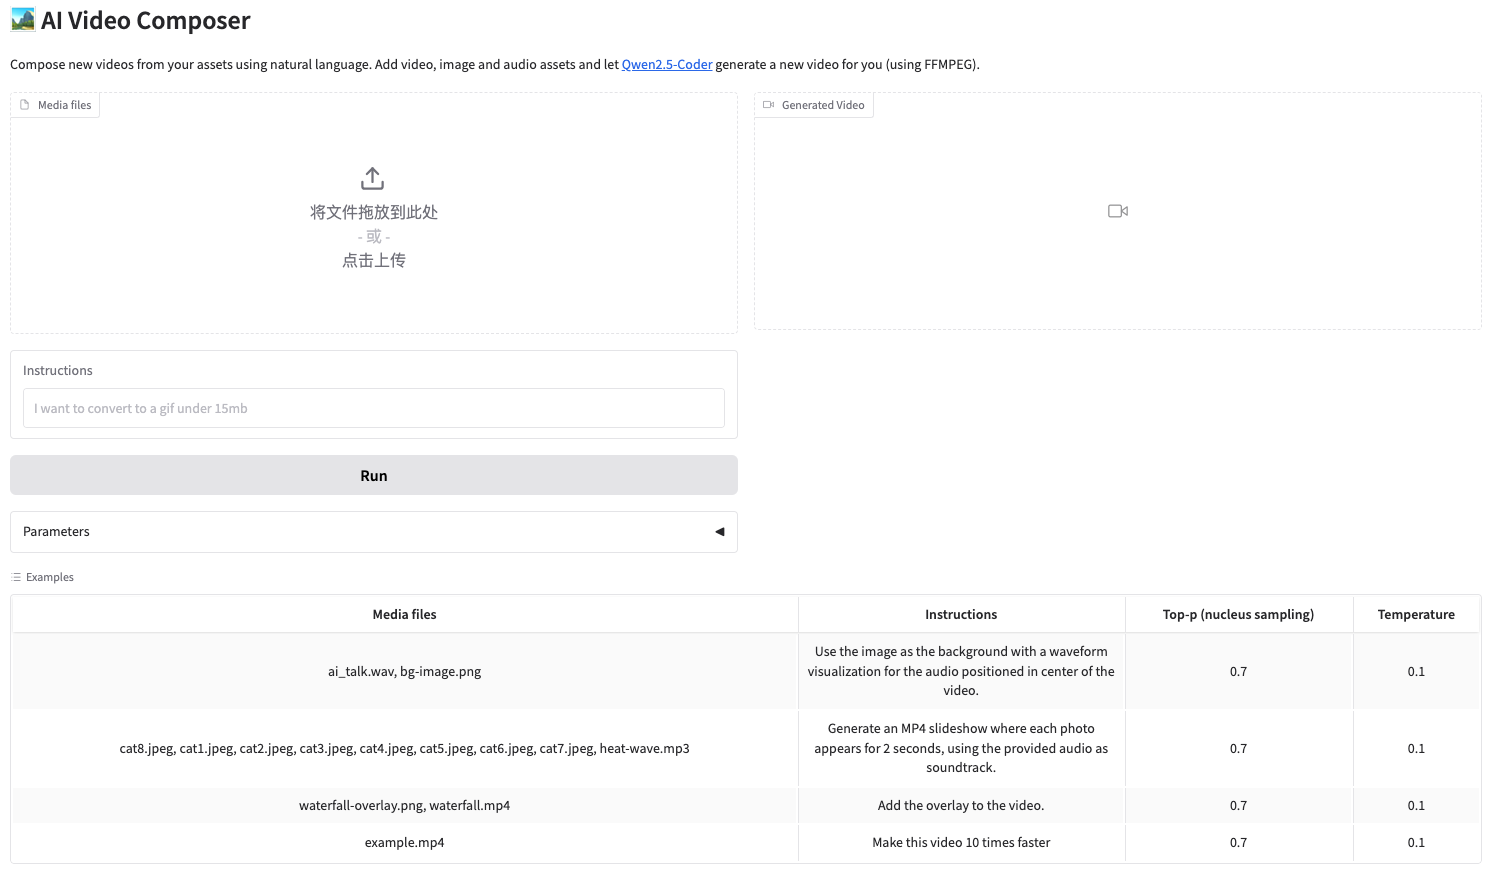 AI Video Composer
Compose new videos from your assets using natural language. Add video, image and audio assets and let Qwen2.5-Coder generate a new video for you (using FFMPEG).
Media files
将文件拖放到此处
- 或 -
点击上传
Generated Video
Instructions
I want to convert to a gif under 15mb
Run
Parameters
Examples
Media files Instructions Top-p (nucleus sampling) Temperature
ai_talk.wav, bg-image.png
Use the image as the background with a waveform
visualization for the audio positioned in center of the
video.
0.7
0.1
cat8.jpeg, cat1.jpeg, cat2.jpeg, cat3.jpeg, cat4.jpeg, cat5.jpeg, cat6.jpeg, cat7.jpeg, heat-wave.mp3
Generate an MP4 slideshow where each photo
appears for 2 seconds, using the provided audio as
soundtrack.
0.7
0.1
waterfall-overlay.png, waterfall.mp4
Add the overlay to the video.
0.7
0.1
example.mp4
Make this video 10 times faster
0.7
0.1